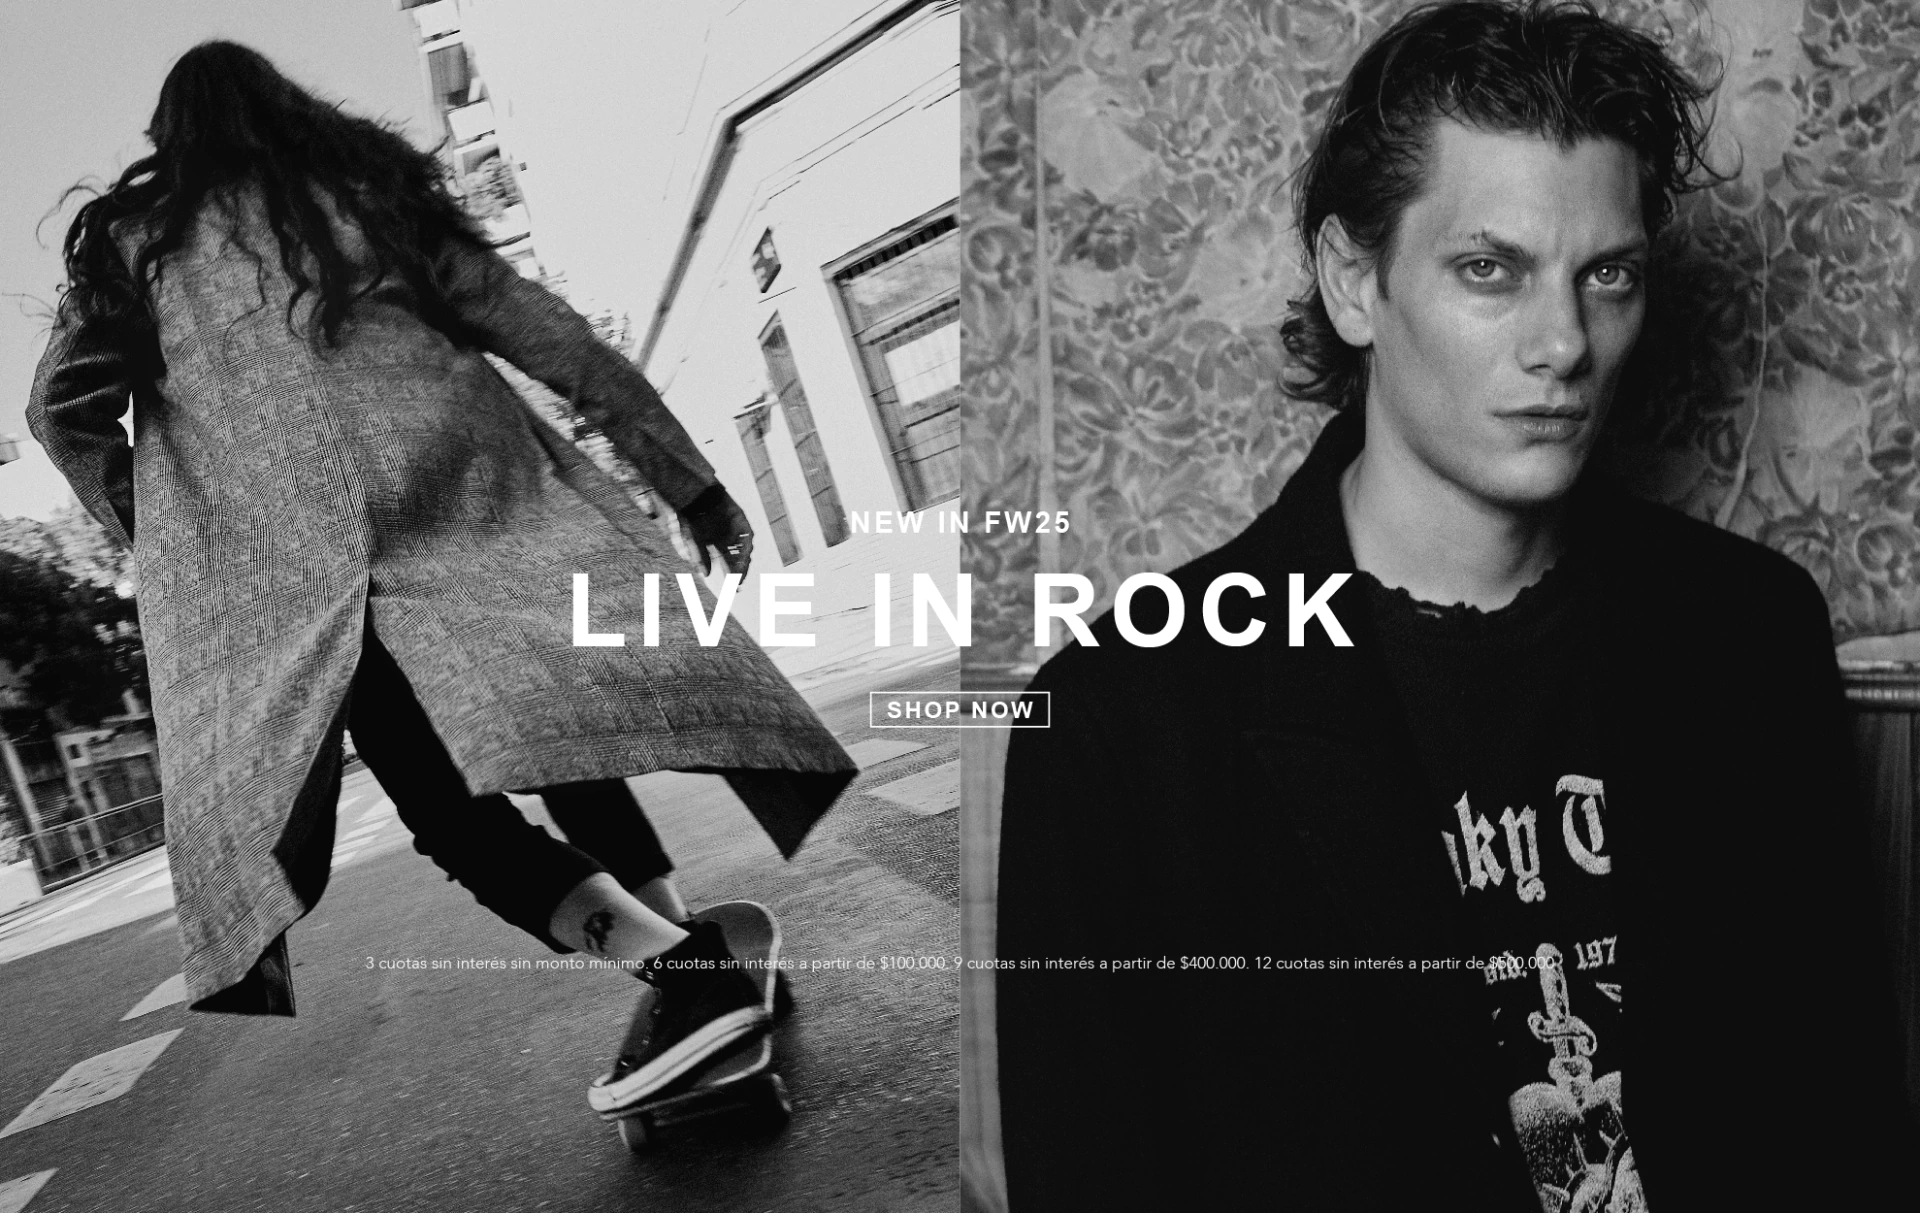 NEW IN FW25
LIVE IN ROCK
SHOP NOW
ky T
3 cuotas sin interés sin monto mínimo. 6 cuotas sin interés a partir de $100.000. 9 cuotas sin interés a partir de $400.000. 12 cuotas sin interés a partir de $500.000.
197